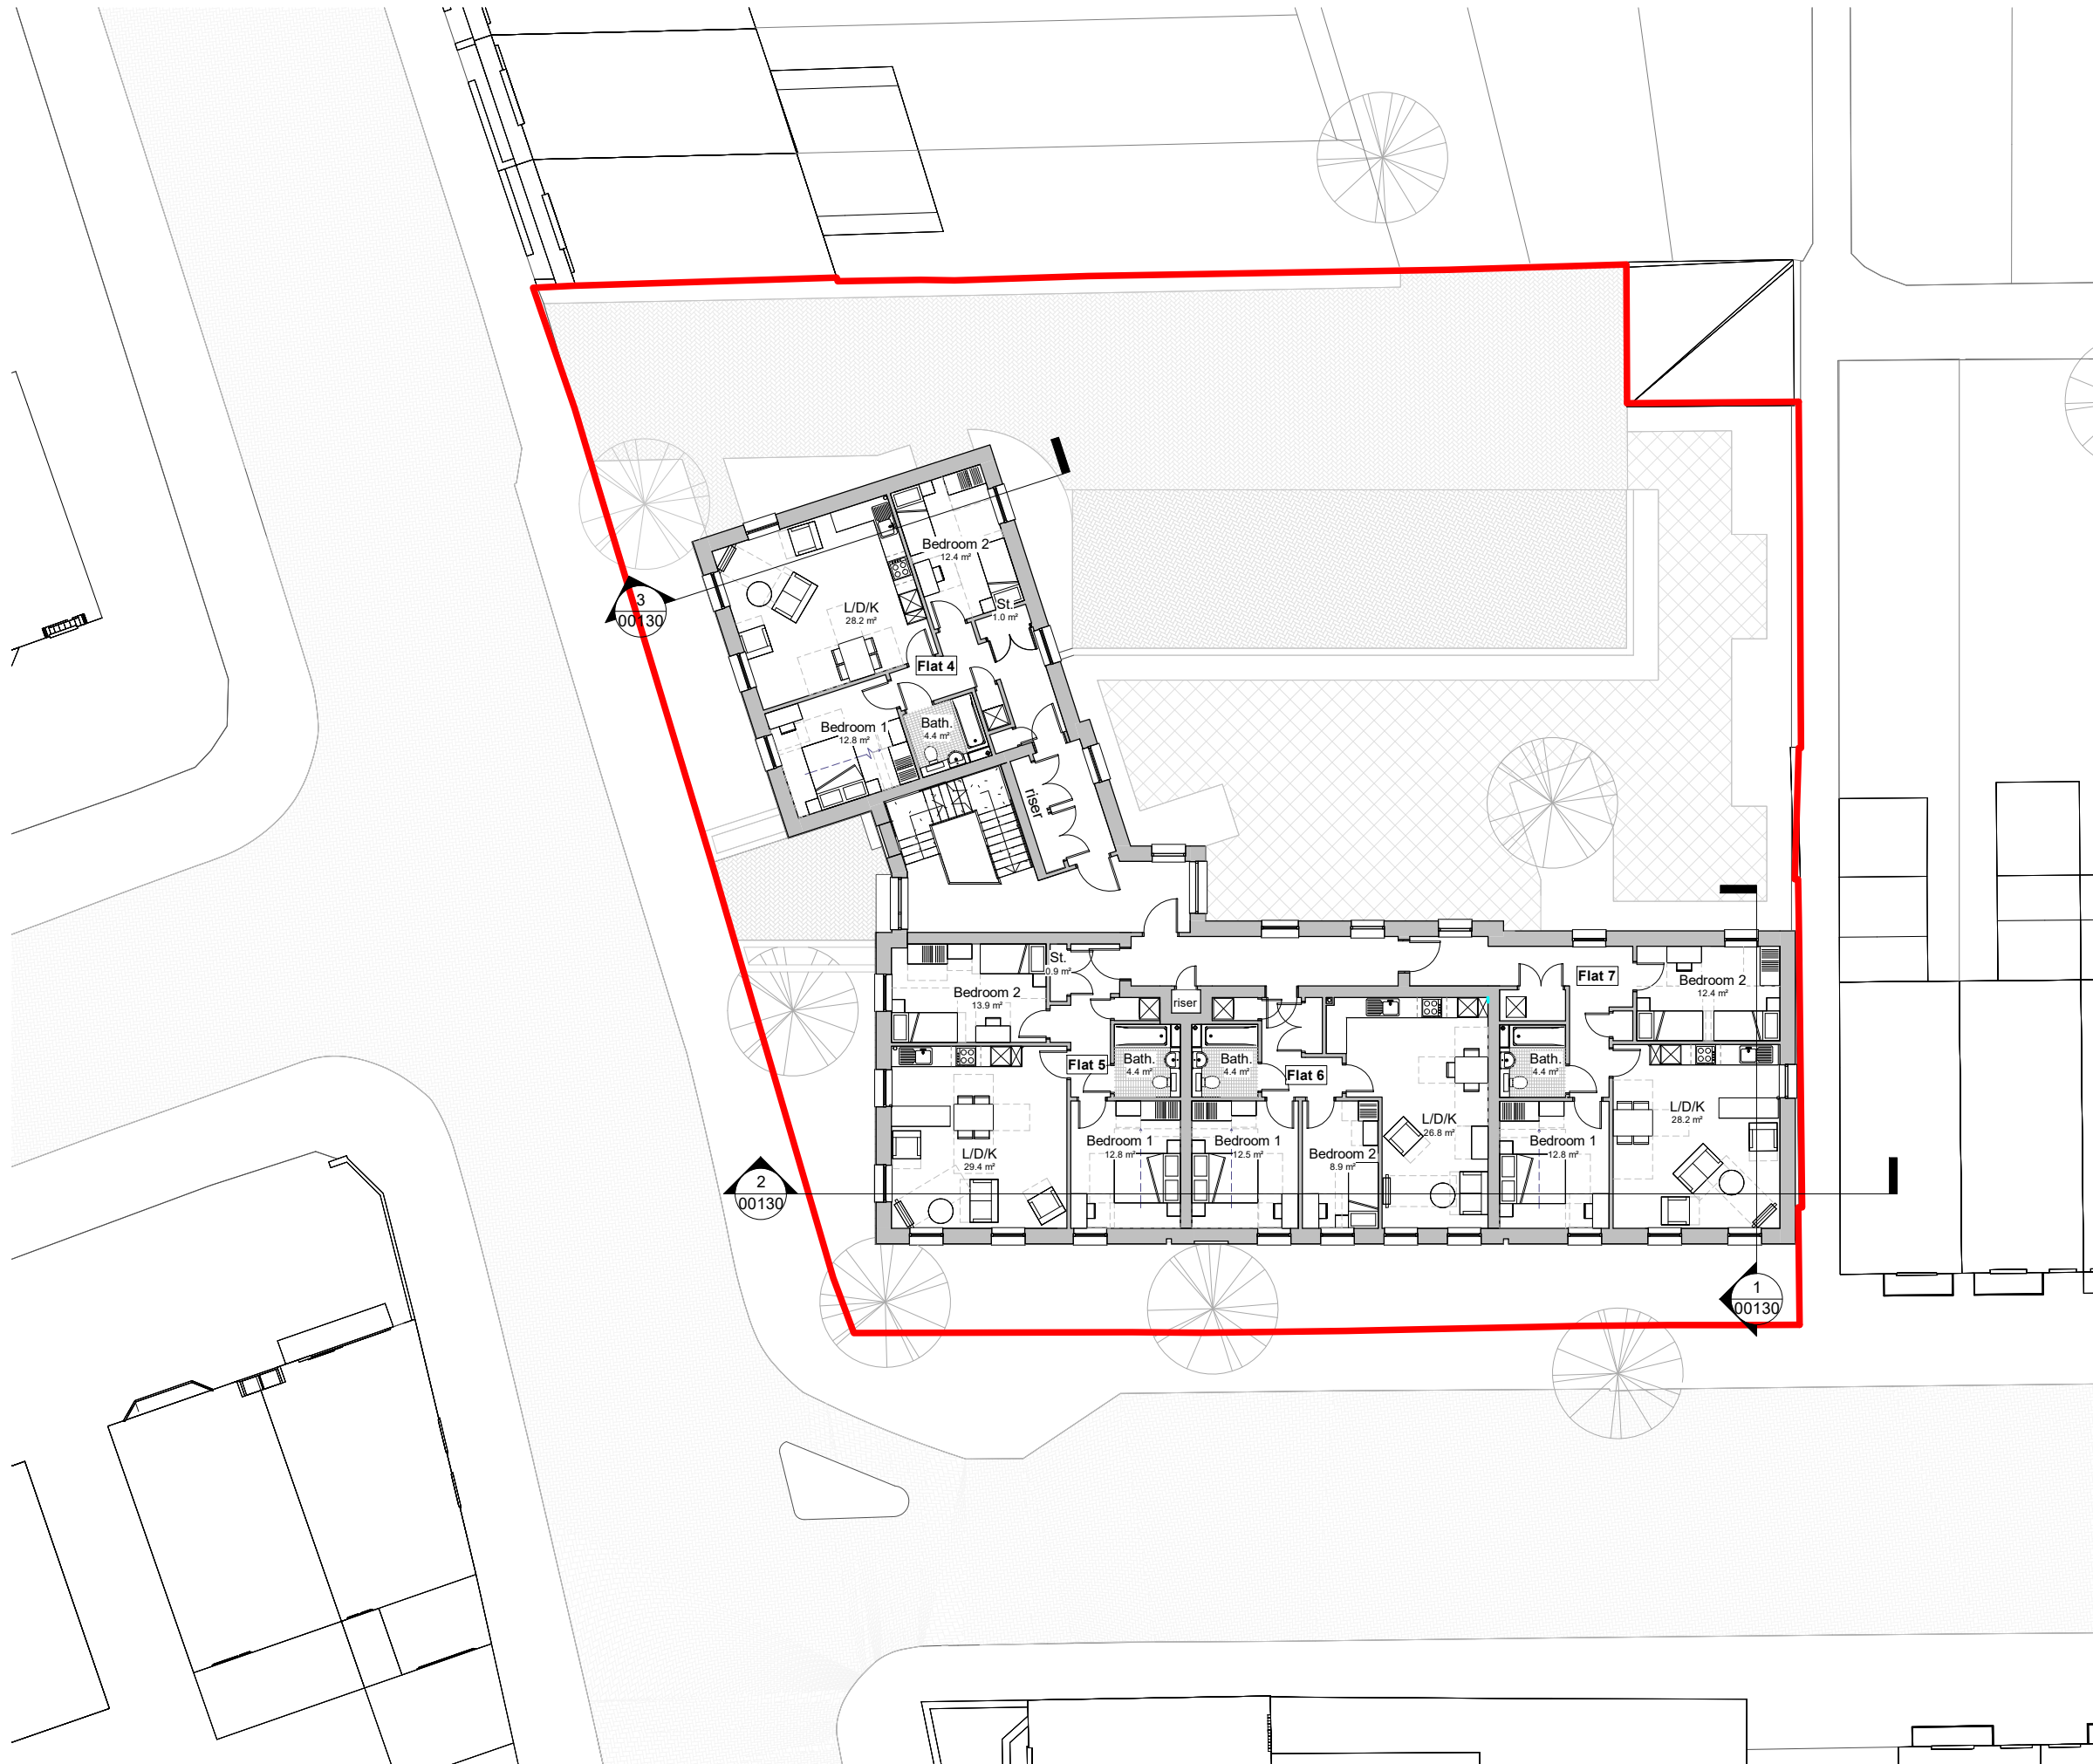 Bedroom 2
12.4 m²
3
00130
L/D/K
28.2 m²
St.
1.0 m²
Flat 4
Bedroom 1
12.8 m²
Bath.
4.4 m²
riser
St.
0.9 m²
Bedroom 2
13.9 m²
riser
Flat 7
Bedroom 2
12.4 m²
Flat 5
Bath.
4.4 m²
Bath.
4.4 m²
Flat 6
Bath.
4.4 m²
L/D/K
28.2 m²
L/D/K
26.8 m²
Bedroom 1
12.8 m²
Bedroom 1
12.5 m²
Bedroom 2
8.9 m²
Bedroom 1
12.8 m²
L/D/K
29.4 m²
2
00130
1
00130